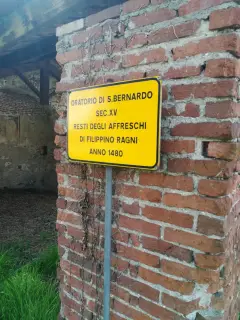 ORATORIO DI S.BERNARDO
SEC.XV
RESTI DEGLI AFFRESCHI
DI FILIPPINO RAGNI
ANNO 1480